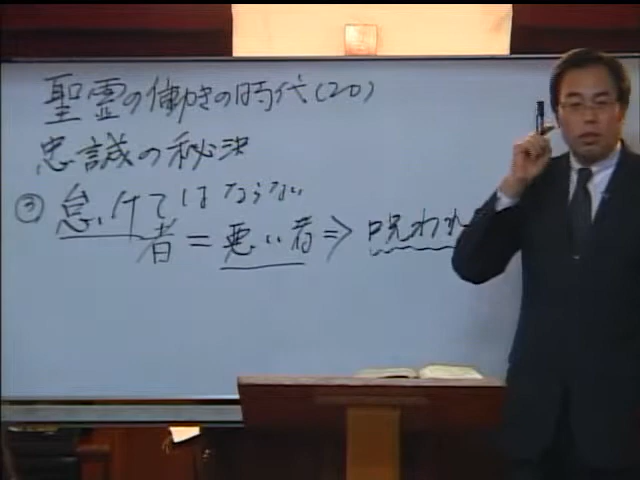 聖霊の働きの時代(20)
忠誠の秘决
③怠けてはならない
者=悪い者⇒呪われ